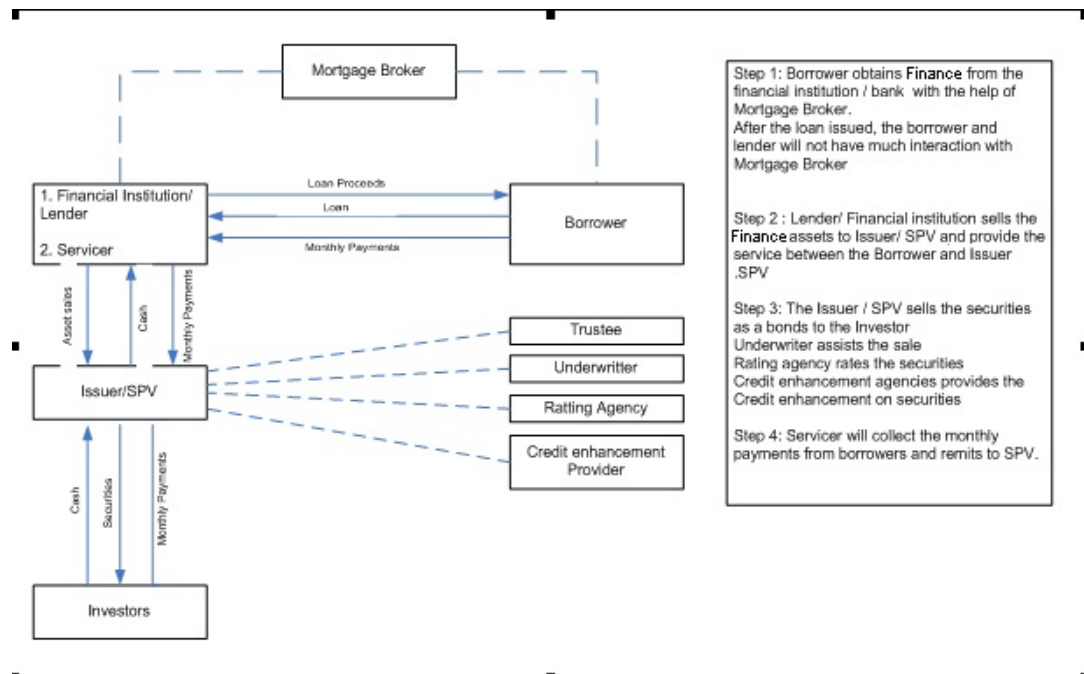 Mortgage Broker
1. Financial Institution/
Lender
2. Servicer
Loan Proceeds
Loan
Monthly Payments
Borrower
Asset sales
Cash
Monthly Payments
Issuer/SPV
Trustee
Underwritter
Ratting Agency
Credit enhancement
Provider
Cash
Securities
Monthly Payments
Investors
Step 1: Borrower obtains Finance from the
financial institution / bank with the help of
Mortgage Broker.
After the loan issued, the borrower and
lender will not have much interaction with
Mortgage Broker
Step 2 : Lender/ Financial institution sells the
Finance assets to Issuer/ SPV and provide the
service between the Borrower and Issuer
.SPV
Step 3: The Issuer / SPV sells the securities
as a bonds to the Investor
Underwriter assists the sale
Rating agency rates the securities
Credit enhancement agencies provides the
Credit enhancement on securities
Step 4: Servicer will collect the monthly
payments from borrowers and remits to SPV.